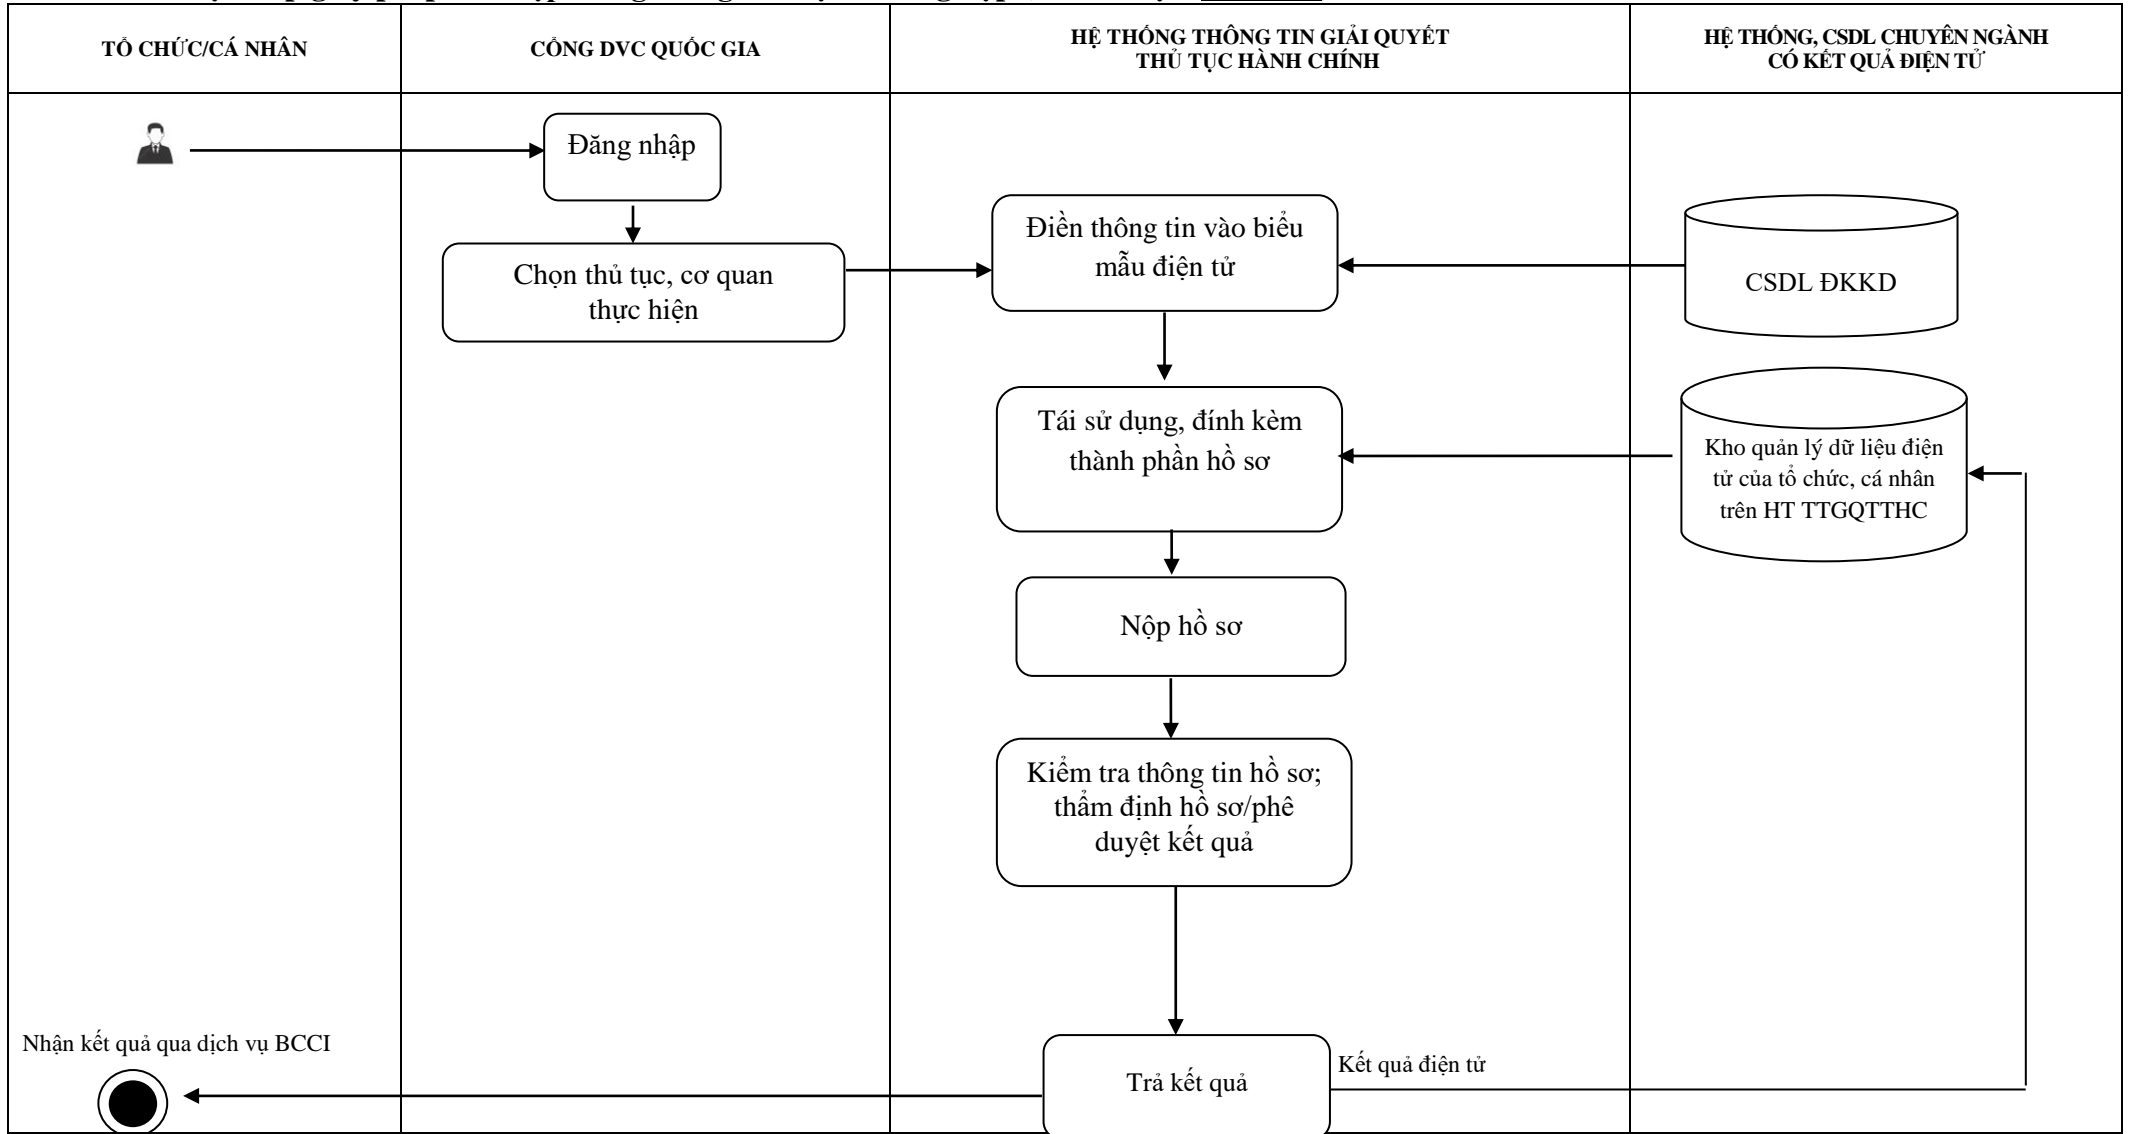 TỔ CHỨC/CÁ NHÂN
CỔNG DVC QUỐC GIA
HỆ THỐNG THÔNG TIN GIẢI QUYẾT
THỦ TỤC HÀNH CHÍNH
HỆ THỐNG, CSDL CHUYÊN NGÀNH
CÓ KẾT QUẢ ĐIỆN TỬ
Đăng nhập
Chọn thủ tục, cơ quan
thực hiện
Điền thông tin vào biểu
mẫu điện tử
CSDL ĐKKD
Tái sử dụng, đính kèm
thành phần hồ sơ
Kho quản lý dữ liệu điện
tử của tổ chức, cá nhân
trên HT TTGQTTHC
Nộp hồ sơ
Kiểm tra thông tin hồ sơ;
thẩm định hồ sơ/phê
duyệt kết quả
Nhận kết quả qua dịch vụ BCCI
Trả kết quả
Kết quả điện tử